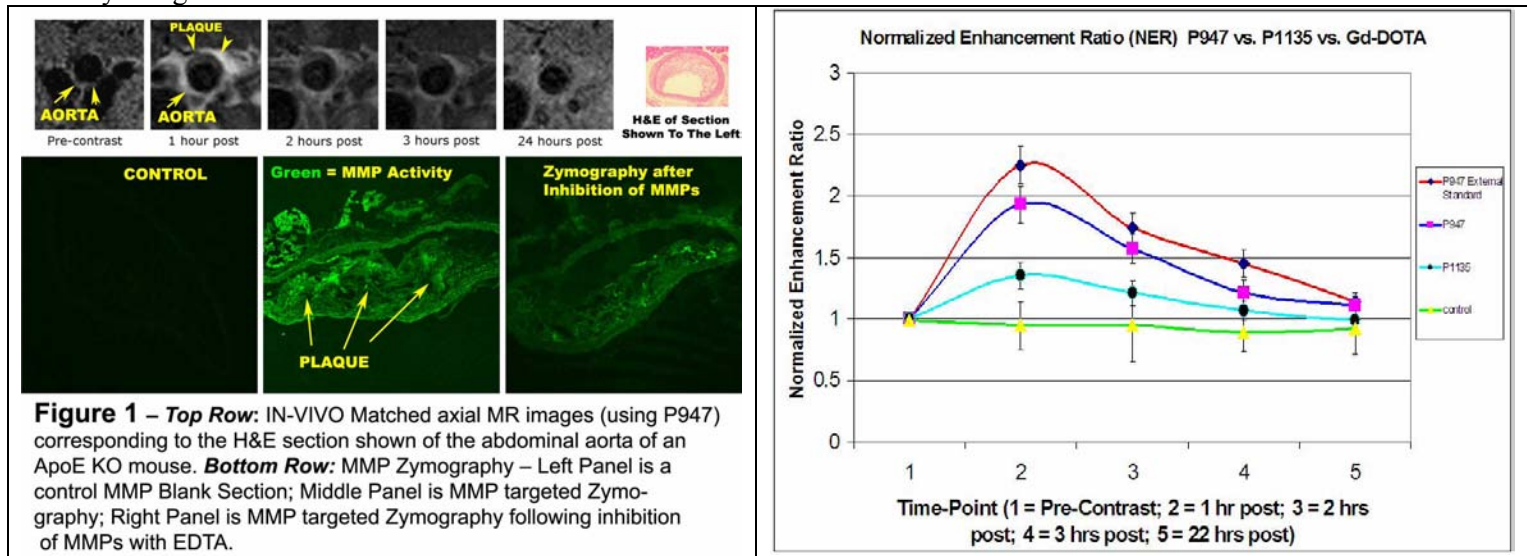 PLAQUE
AORTA
AORTA
Pre-contrast
1 hour post
2 hours post
3 hours post
24 hours post
H&E of Section
Shown To The Left
CONTROL
Green = MMP Activity
PLAQUE
Zymography after
Inhibition of MMPs
Figure 1 – Top Row: IN-VIVO Matched axial MR images (using P947)
corresponding to the H&E section shown of the abdominal aorta of an
ApoE KO mouse. Bottom Row: MMP Zymography – Left Panel is a
control MMP Blank Section; Middle Panel is MMP targeted Zymo-
graphy; Right Panel is MMP targeted Zymography following inhibition
of MMPs with EDTA.
Normalized Enhancement Ratio (NER) P947 vs. P1135 vs. Gd-DOTA
Normalized Enhancement Ratio
3
2.5
2
1.5
1
0.5
0
1 2 3 4 5
Time-Point (1 = Pre-Contrast; 2 = 1 hr post; 3 = 2 hrs
post; 4 = 3 hrs post; 5 = 22 hrs post)
P947 External
Standard
P947
P1135
control